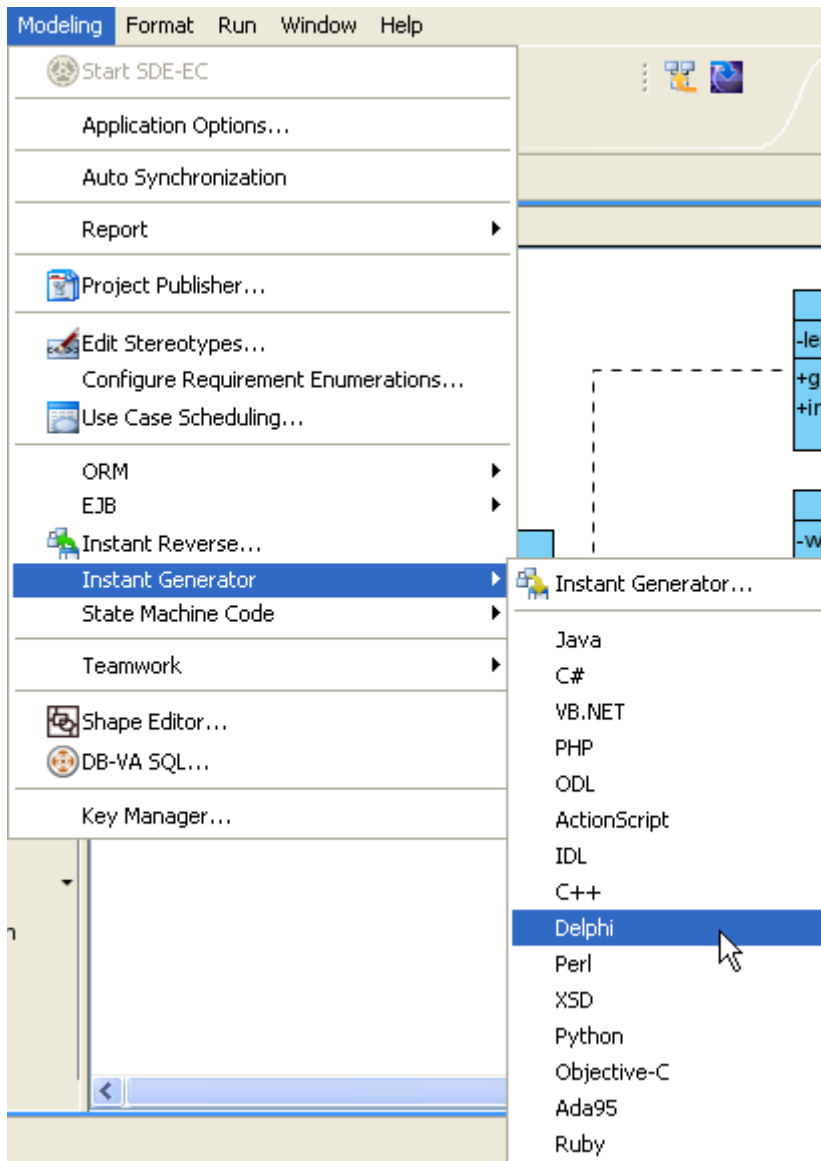 Modeling Format Run Window Help
Start SDE-EC
Application Options...
Auto Synchronization
Report
Project Publisher...
Edit Stereotypes...
Configure Requirement Enumerations...
Use Case Scheduling...
ORM
EJB
Instant Reverse...
Instant Generator
State Machine Code
Teamwork
Shape Editor...
DB-VA SQL...
Key Manager...
Instant Generator...
Java
C#
VB.NET
PHP
ODL
ActionScript
IDL
C++
Delphi
Perl
XSD
Python
Objective-C
Ada95
Ruby